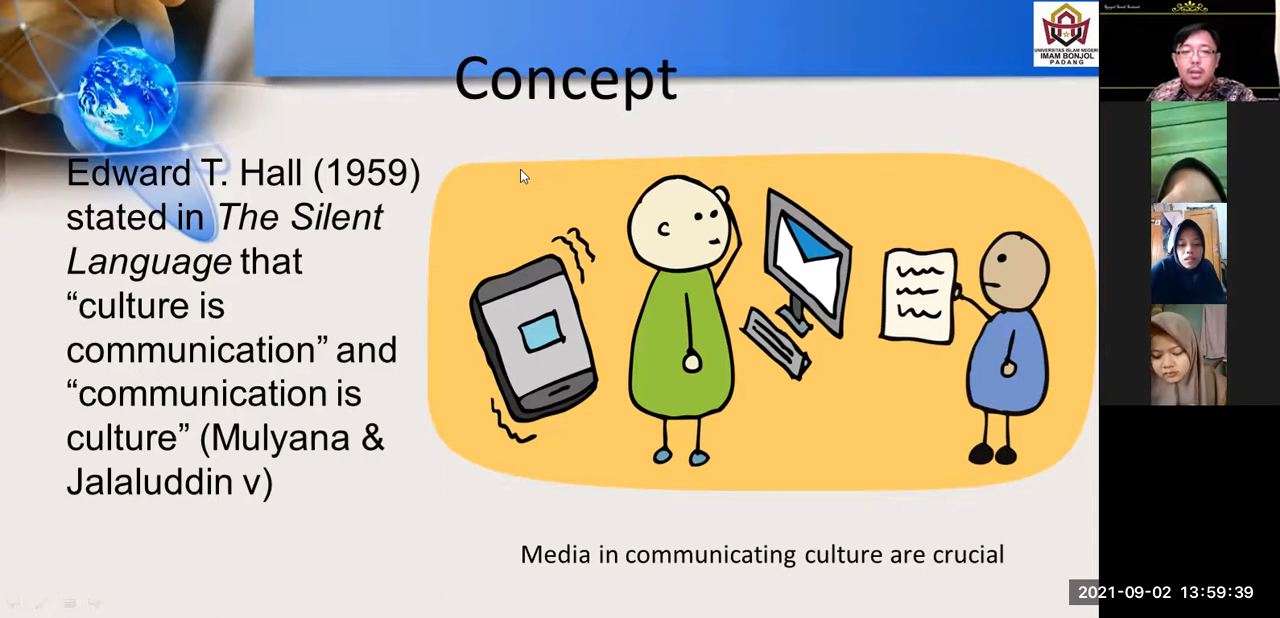 Concept
UNIVERSITAS ISLAM NEGERI
IMAM BONJOL
PADANG
Edward T. Hall (1959)
stated in The Silent
Language that
“culture is
communication” and
“communication is
culture” (Mulyana &
Jalaluddin v)
Media in communicating culture are crucial
2021-09-02 13:59:39